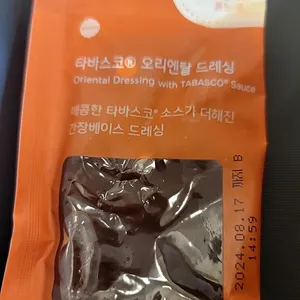 타바스코® 오리엔탈 드레싱
Oriental Dressing with TABASCO® Sauce
매콤한 타바스코® 소스가 더해진
간장베이스 드레싱
2024.08.17 까지 B
14:59